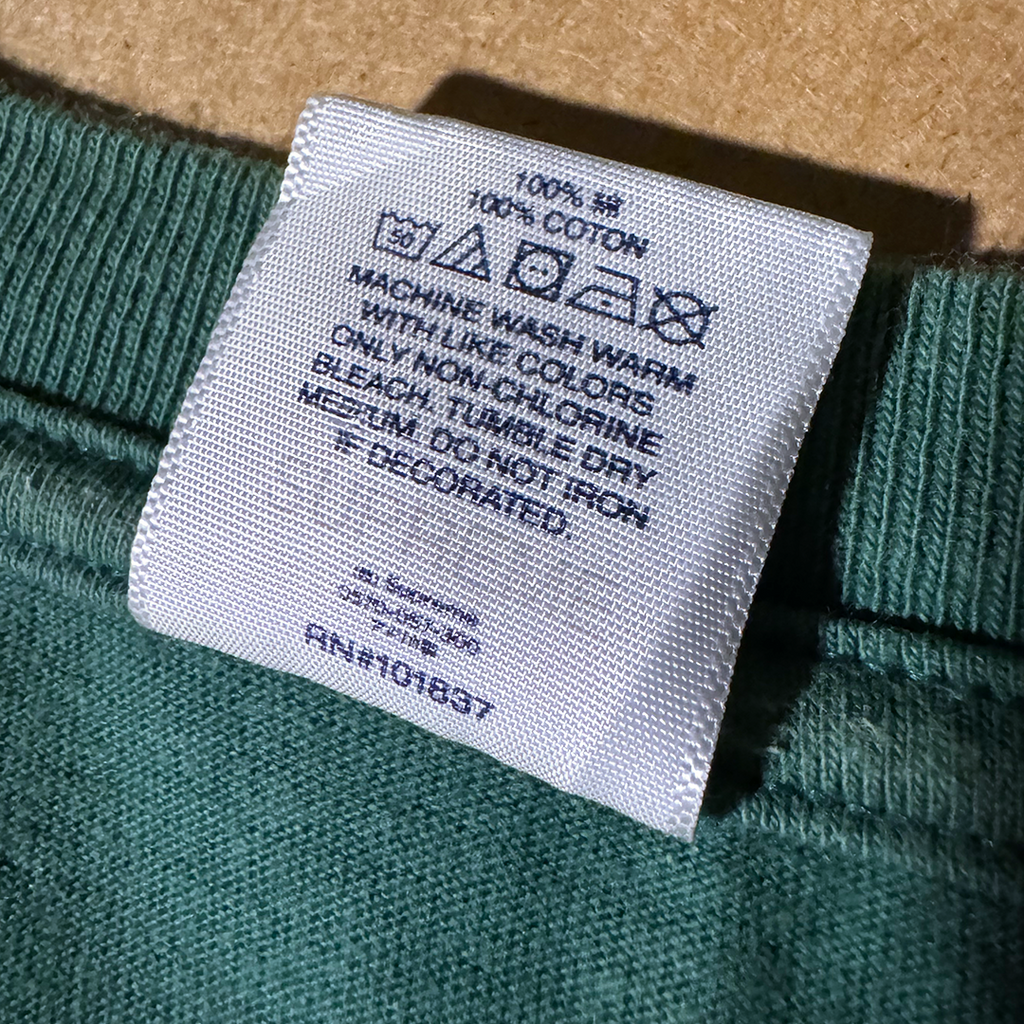 100% 綿
100% COTON
MACHINE WASH WARM
WITH LIKE COLORS
ONLY NON-CHLORINE
BLEACH, TUMBLE DRY
MEDIUM. DO NOT IRON
IF DECORATED.
RN#101837